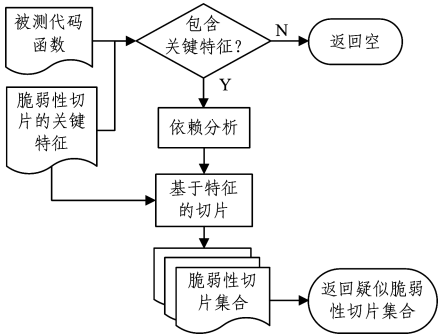 被测代码
函数
包含
关键特征?
N
返回空
Y
脆弱性切
片的关键
特征
依赖分析
基于特征
的切片
脆弱性切
片集合
返回疑似脆弱
性切片集合